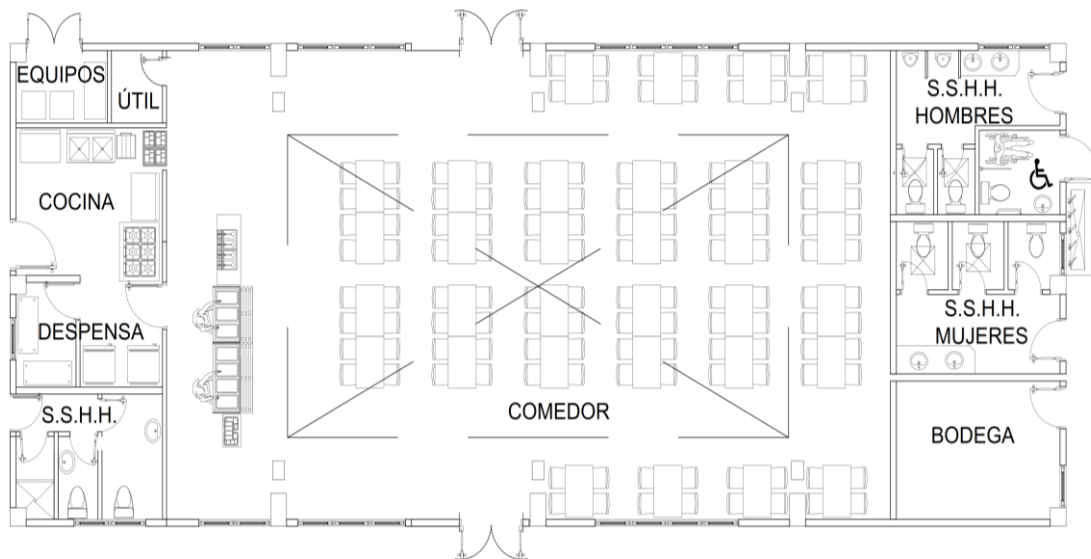 EQUIPOS
ÚTIL
COCINA
DESPENSA
S.S.H.H.
COMEDOR
S.S.H.H.
HOMBRES
S.S.H.H.
MUJERES
BODEGA